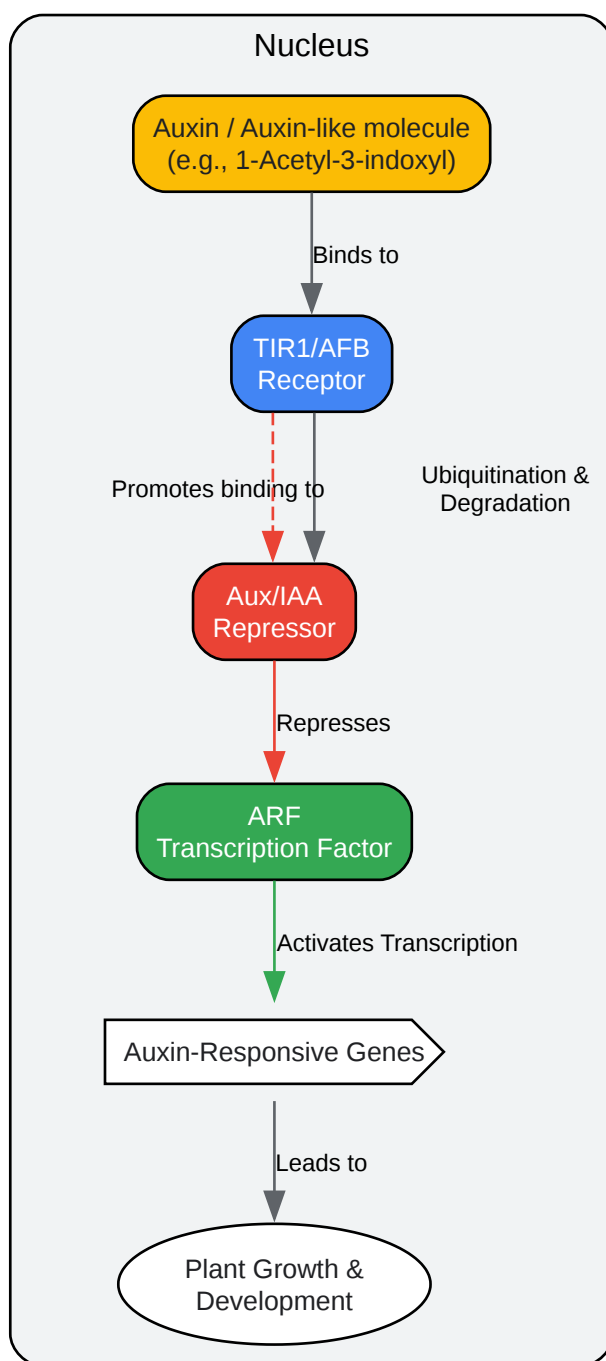 Nucleus
Auxin / Auxin-like molecule
(e.g., 1-Acetyl-3-indoxyl)
Binds to
TIR1/AFB
Receptor
Promotes binding to
Ubiquitination &
Degradation
Aux/IAA
Repressor
Represses
ARF
Transcription Factor
Activates Transcription
Auxin-Responsive Genes
Leads to
Plant Growth &
Development